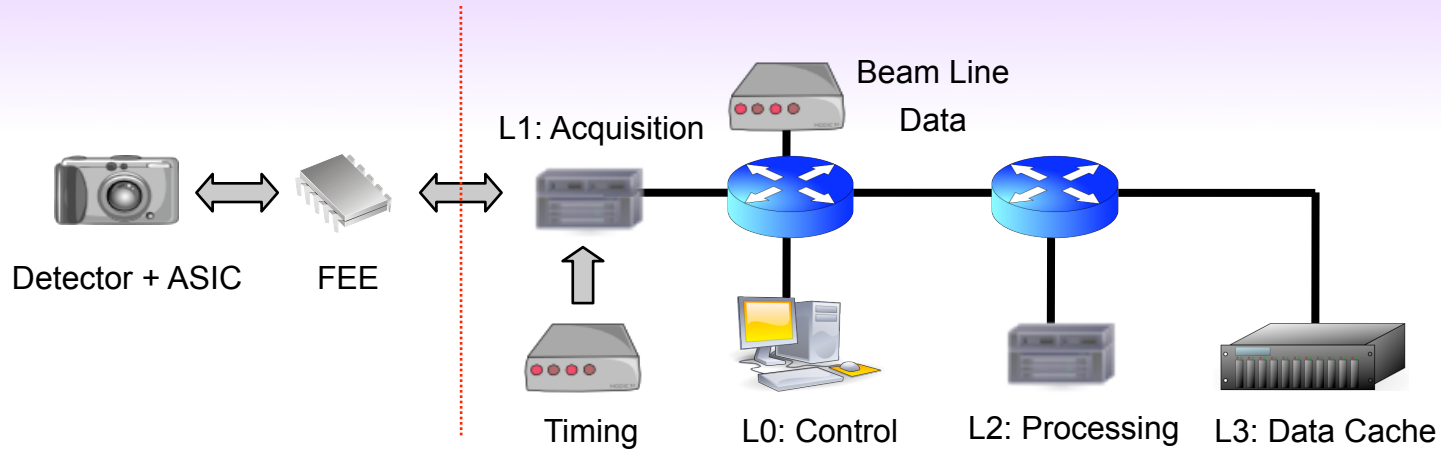 Beam Line
Data
L1: Acquisition
Detector + ASIC
FEE
Timing
L0: Control
L2: Processing
L3: Data Cache